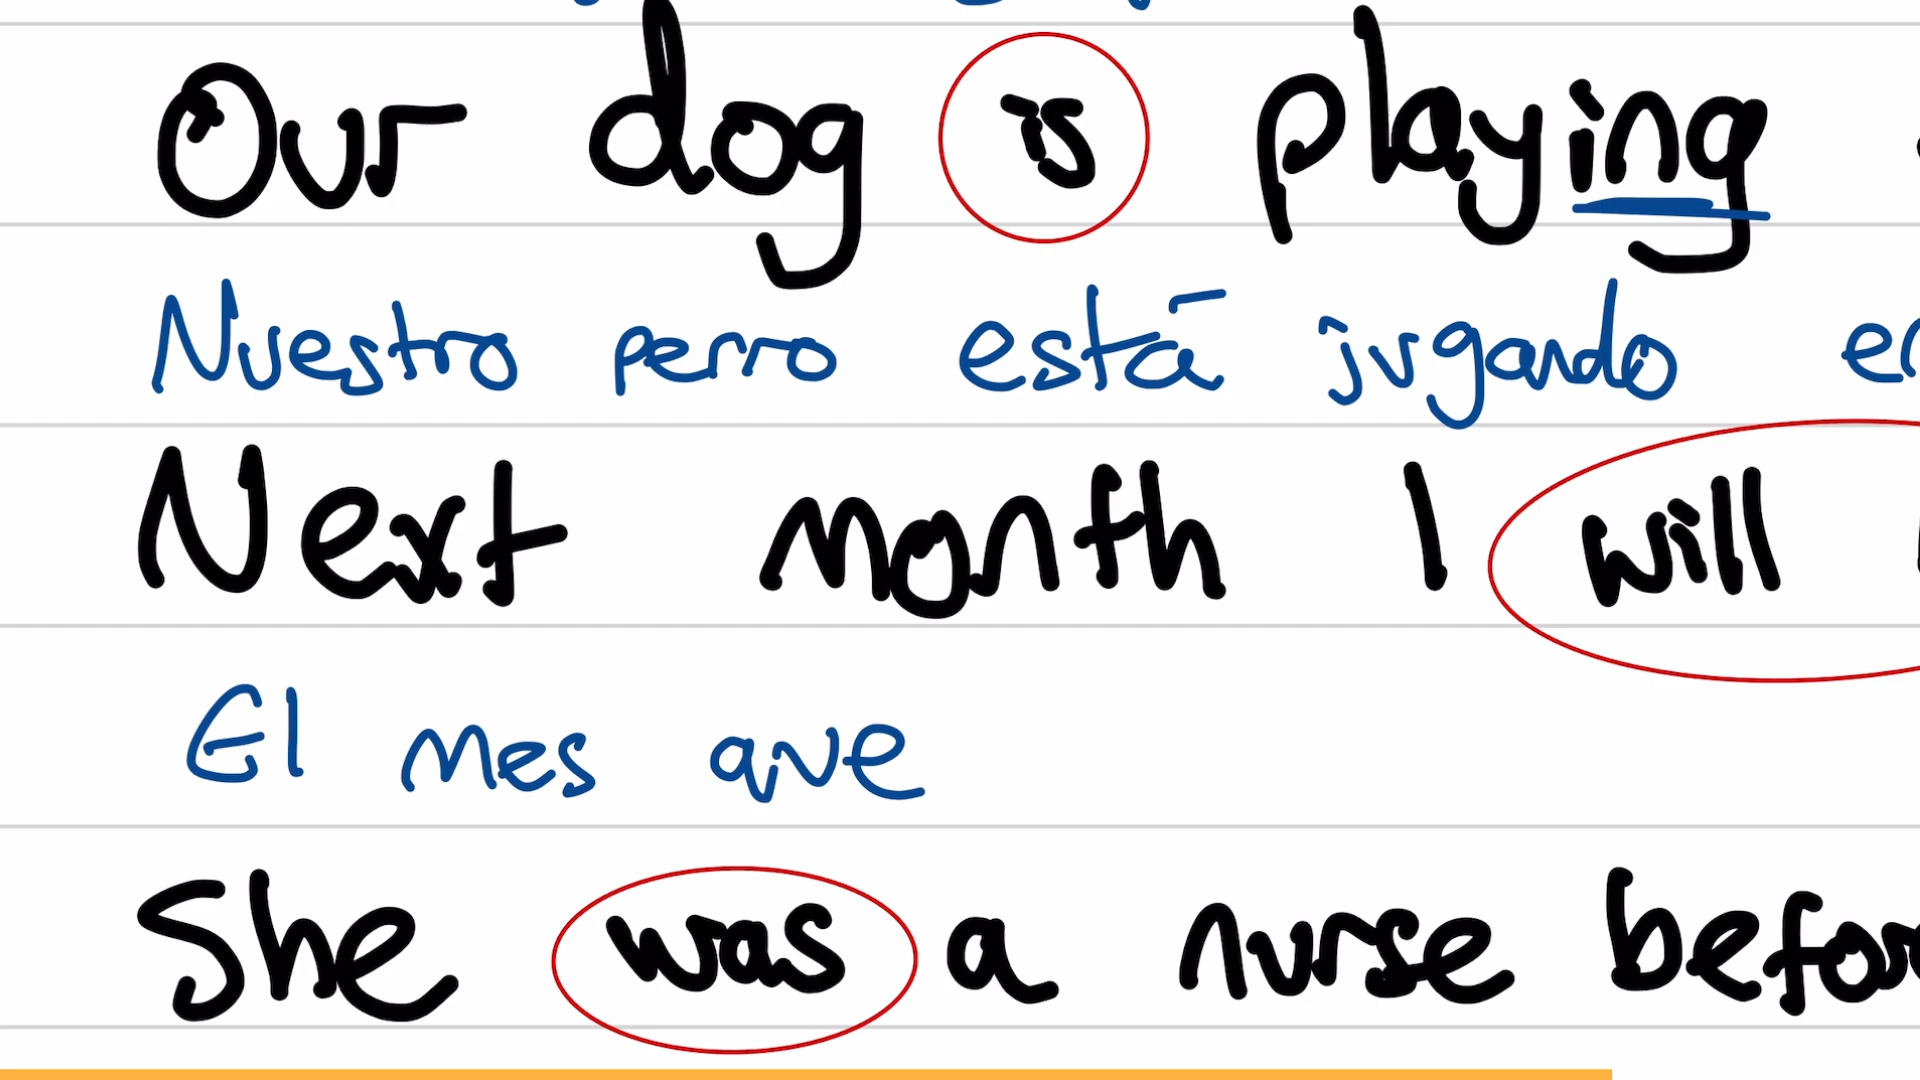 Our dog is playing
Nuestro perro está jugando
Next month I will
El mes que
She was a nurse